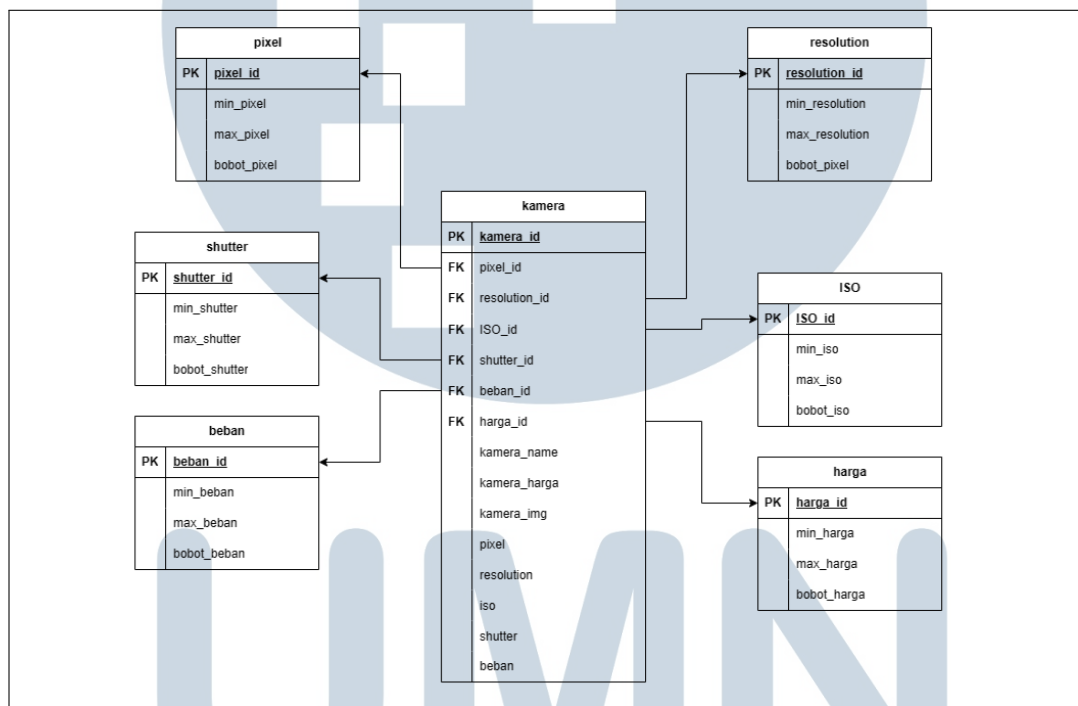 pixel
PK pixel_id
min_pixel
max_pixel
bobot_pixel
resolution
PK resolution_id
min_resolution
max_resolution
bobot_pixel
shutter
PK shutter_id
min_shutter
max_shutter
bobot_shutter
beban
PK beban_id
min_beban
max_beban
bobot_beban
kamera
PK kamera_id
FK pixel_id
FK resolution_id
FK ISO_id
FK shutter_id
FK beban_id
FK harga_id
kamera_name
kamera_harga
kamera_img
pixel
resolution
iso
shutter
beban
ISO
PK ISO_id
min_iso
max_iso
bobot_iso
harga
PK harga_id
min_harga
max_harga
bobot_harga
UMN